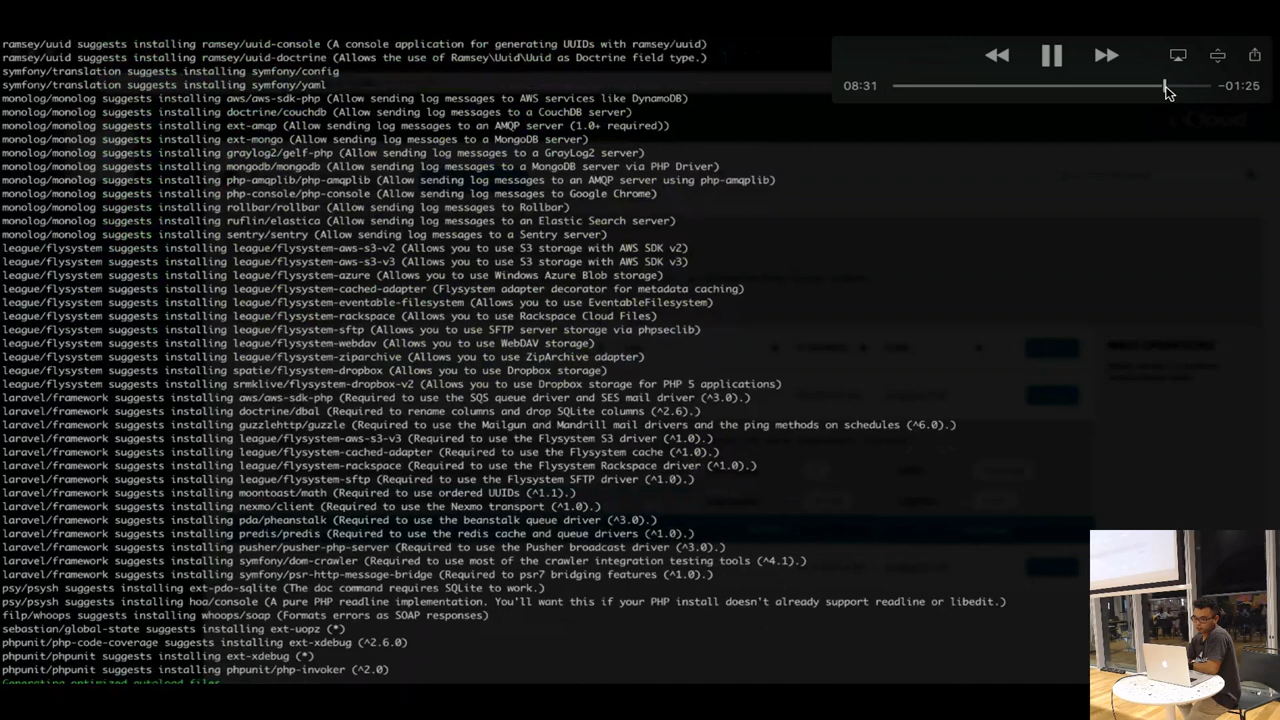 ramsey/uuid suggests installing ramsey/uuid-console (A console application for generating UUIDs with ramsey/uuid)
ramsey/uuid suggests installing ramsey/uuid-doctrine (Allows the use of Ramsey\Uuid\Uuid as Doctrine field type.)
symfony/translation suggests installing symfony/config
symfony/translation suggests installing symfony/yaml
monolog/monolog suggests installing aws/aws-sdk-php (Allow sending log messages to AWS services like DynamoDB)
monolog/monolog suggests installing doctrine/couchdb (Allow sending log messages to a CouchDB server)
monolog/monolog suggests installing ext-amqp (Allow sending log messages to an AMQP server (1.0+ required))
monolog/monolog suggests installing ext-mongo (Allow sending log messages to a MongoDB server)
monolog/monolog suggests installing graylog2/gelf-php (Allow sending log messages to a GrayLog2 server)
monolog/monolog suggests installing mongodb/mongodb (Allow sending log messages to a MongoDB server via PHP Driver)
monolog/monolog suggests installing php-amqplib/php-amqplib (Allow sending log messages to an AMQP server using php-amqplib)
monolog/monolog suggests installing php-console/php-console (Allow sending log messages to Google Chrome)
monolog/monolog suggests installing rollbar/rollbar (Allow sending log messages to Rollbar)
monolog/monolog suggests installing ruflin/elastica (Allow sending log messages to an Elastic Search server)
monolog/monolog suggests installing sentry/sentry (Allow sending log messages to a Sentry server)
league/flysystem suggests installing league/flysystem-aws-s3-v2 (Allows you to use S3 storage with AWS SDK v2)
league/flysystem suggests installing league/flysystem-aws-s3-v3 (Allows you to use S3 storage with AWS SDK v3)
league/flysystem suggests installing league/flysystem-azure (Allows you to use Windows Azure Blob storage)
league/flysystem suggests installing league/flysystem-cached-adapter (Flysystem adapter decorator for metadata caching)
league/flysystem suggests installing league/flysystem-eventable-filesystem (Allows you to use EventableFilesystem)
league/flysystem suggests installing league/flysystem-rackspace (Allows you to use Rackspace Cloud Files)
league/flysystem suggests installing league/flysystem-sftp (Allows you to use SFTP server storage via phpseclib)
league/flysystem suggests installing league/flysystem-webdav (Allows you to use WebDAV storage)
league/flysystem suggests installing league/flysystem-ziparchive (Allows you to use ZipArchive adapter)
league/flysystem suggests installing spatie/flysystem-dropbox (Allows you to use Dropbox storage)
league/flysystem suggests installing srmklive/flysystem-dropbox-v2 (Allows you to use Dropbox storage for PHP 5 applications)
laravel/framework suggests installing aws/aws-sdk-php (Required to use the SQS queue driver and SES mail driver (^3.0).)
laravel/framework suggests installing doctrine/dbal (Required to rename columns and drop SQLite columns (^2.6).)
laravel/framework suggests installing guzzlehttp/guzzle (Required to use the Mailgun and Mandrill mail drivers and the ping methods on schedules (^6.0).)
laravel/framework suggests installing league/flysystem-aws-s3-v3 (Required to use the Flysystem S3 driver (^1.0).)
laravel/framework suggests installing league/flysystem-cached-adapter (Required to use the Flysystem cache (^1.0).)
laravel/framework suggests installing league/flysystem-rackspace (Required to use the Flysystem Rackspace driver (^1.0).)
laravel/framework suggests installing league/flysystem-sftp (Required to use the Flysystem SFTP driver (^1.0).)
laravel/framework suggests installing moontoast/math (Required to use ordered UUIDs (^1.1).)
laravel/framework suggests installing nexmo/client (Required to use the Nexmo transport (^1.0).)
laravel/framework suggests installing pda/pheanstalk (Required to use the beanstalk queue driver (^3.0).)
laravel/framework suggests installing predis/predis (Required to use the redis cache and queue drivers (^1.0).)
laravel/framework suggests installing pusher/pusher-php-server (Required to use the Pusher broadcast driver (^3.0).)
laravel/framework suggests installing symfony/dom-crawler (Required to use most of the crawler integration testing tools (^4.1).)
laravel/framework suggests installing symfony/psr-http-message-bridge (Required to psr7 bridging features (^1.0).)
psy/psysh suggests installing ext-pdo-sqlite (The doc command requires SQLite to work.)
psy/psysh suggests installing hoa/console (A pure PHP readline implementation. You'll want this if your PHP install doesn't already support readline or libedit.)
filp/whoops suggests installing whoops/soap (Formats errors as SOAP responses)
sebastian/global-state suggests installing ext-uopz (*)
phpunit/php-code-coverage suggests installing ext-xdebug (^2.6.0)
phpunit/phpunit suggests installing ext-xdebug (*)
phpunit/phpunit suggests installing phpunit/php-invoker (^2.0)
Generating optimized autoload files
08:31
-01:25